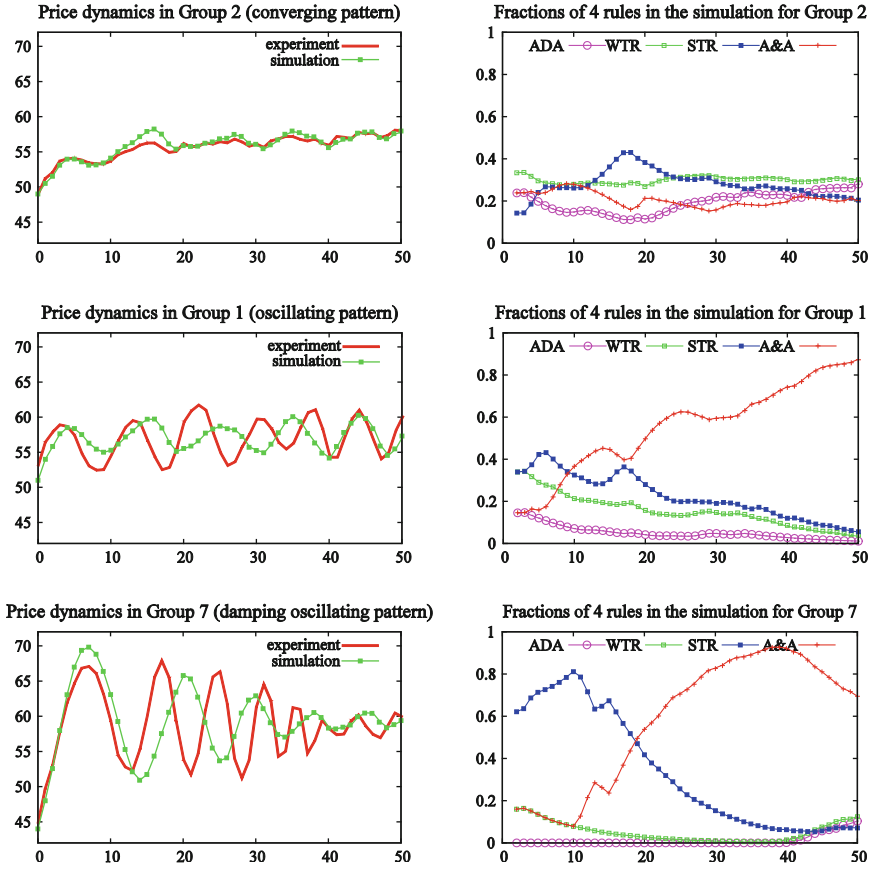 Price dynamics in Group 2 (converging pattern)
70
65
60
55
50
45
0 10 20 30 40 50
experiment
simulation
Fractions of 4 rules in the simulation for Group 2
1
0.8
0.6
0.4
0.2
0
0 10 20 30 40 50
ADA WTR STR A&A
Price dynamics in Group 1 (oscillating pattern)
70
65
60
55
50
45
0 10 20 30 40 50
experiment
simulation
Fractions of 4 rules in the simulation for Group 1
1
0.8
0.6
0.4
0.2
0
0 10 20 30 40 50
ADA WTR STR A&A
Price dynamics in Group 7 (damping oscillating pattern)
70
65
60
55
50
45
0 10 20 30 40 50
experiment
simulation
Fractions of 4 rules in the simulation for Group 7
1
0.8
0.6
0.4
0.2
0
0 10 20 30 40 50
ADA WTR STR A&A